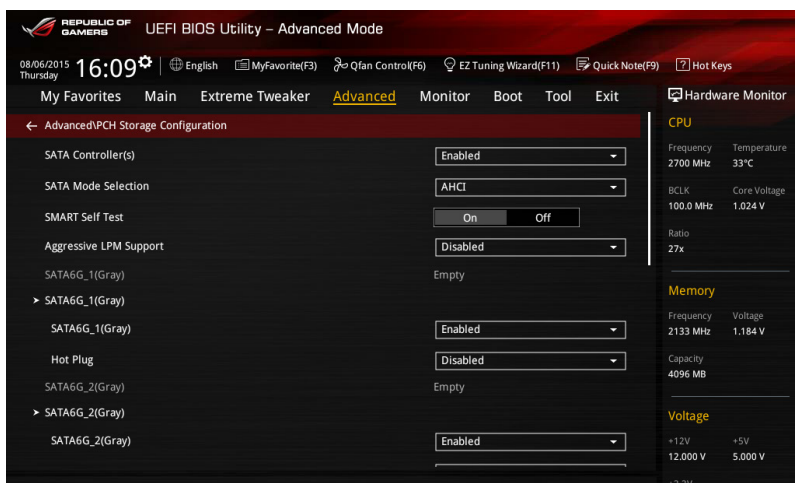 REPUBLIC OF
GAMERS
UEFI BIOS Utility – Advanced Mode
08/06/2015
Thursday
16:09
English
MyFavorite(F3)
Qfan Control(F6)
EZ Tuning Wizard(F11)
Quick Note(F9)
? Hot Keys
My Favorites Main Extreme Tweaker Advanced Monitor Boot Tool Exit
← Advanced\PCH Storage Configuration
SATA Controller(s) Enabled
SATA Mode Selection AHCI
SMART Self Test On Off
Aggressive LPM Support Disabled
SATA6G_1(Gray) Empty
> SATA6G_1(Gray)
SATA6G_1(Gray) Enabled
Hot Plug Disabled
SATA6G_2(Gray) Empty
> SATA6G_2(Gray)
SATA6G_2(Gray) Enabled
Hardware Monitor
CPU
Frequency Temperature
2700 MHz 33°C
BCLK Core Voltage
100.0 MHz 1.024 V
Ratio
27x
Memory
Frequency Voltage
2133 MHz 1.184 V
Capacity
4096 MB
Voltage
+12V +5V
12.000 V 5.000 V